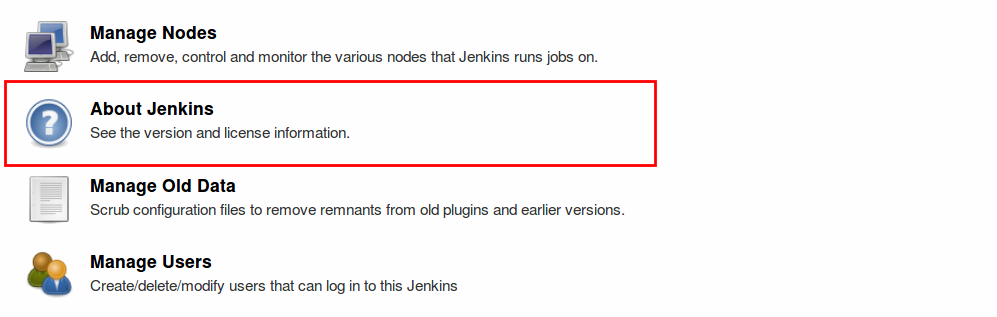 Manage Nodes
Add, remove, control and monitor the various nodes that Jenkins runs jobs on.
?
About Jenkins
See the version and license information.
Manage Old Data
Scrub configuration files to remove remnants from old plugins and earlier versions.
Manage Users
Create/delete/modify users that can log in to this Jenkins